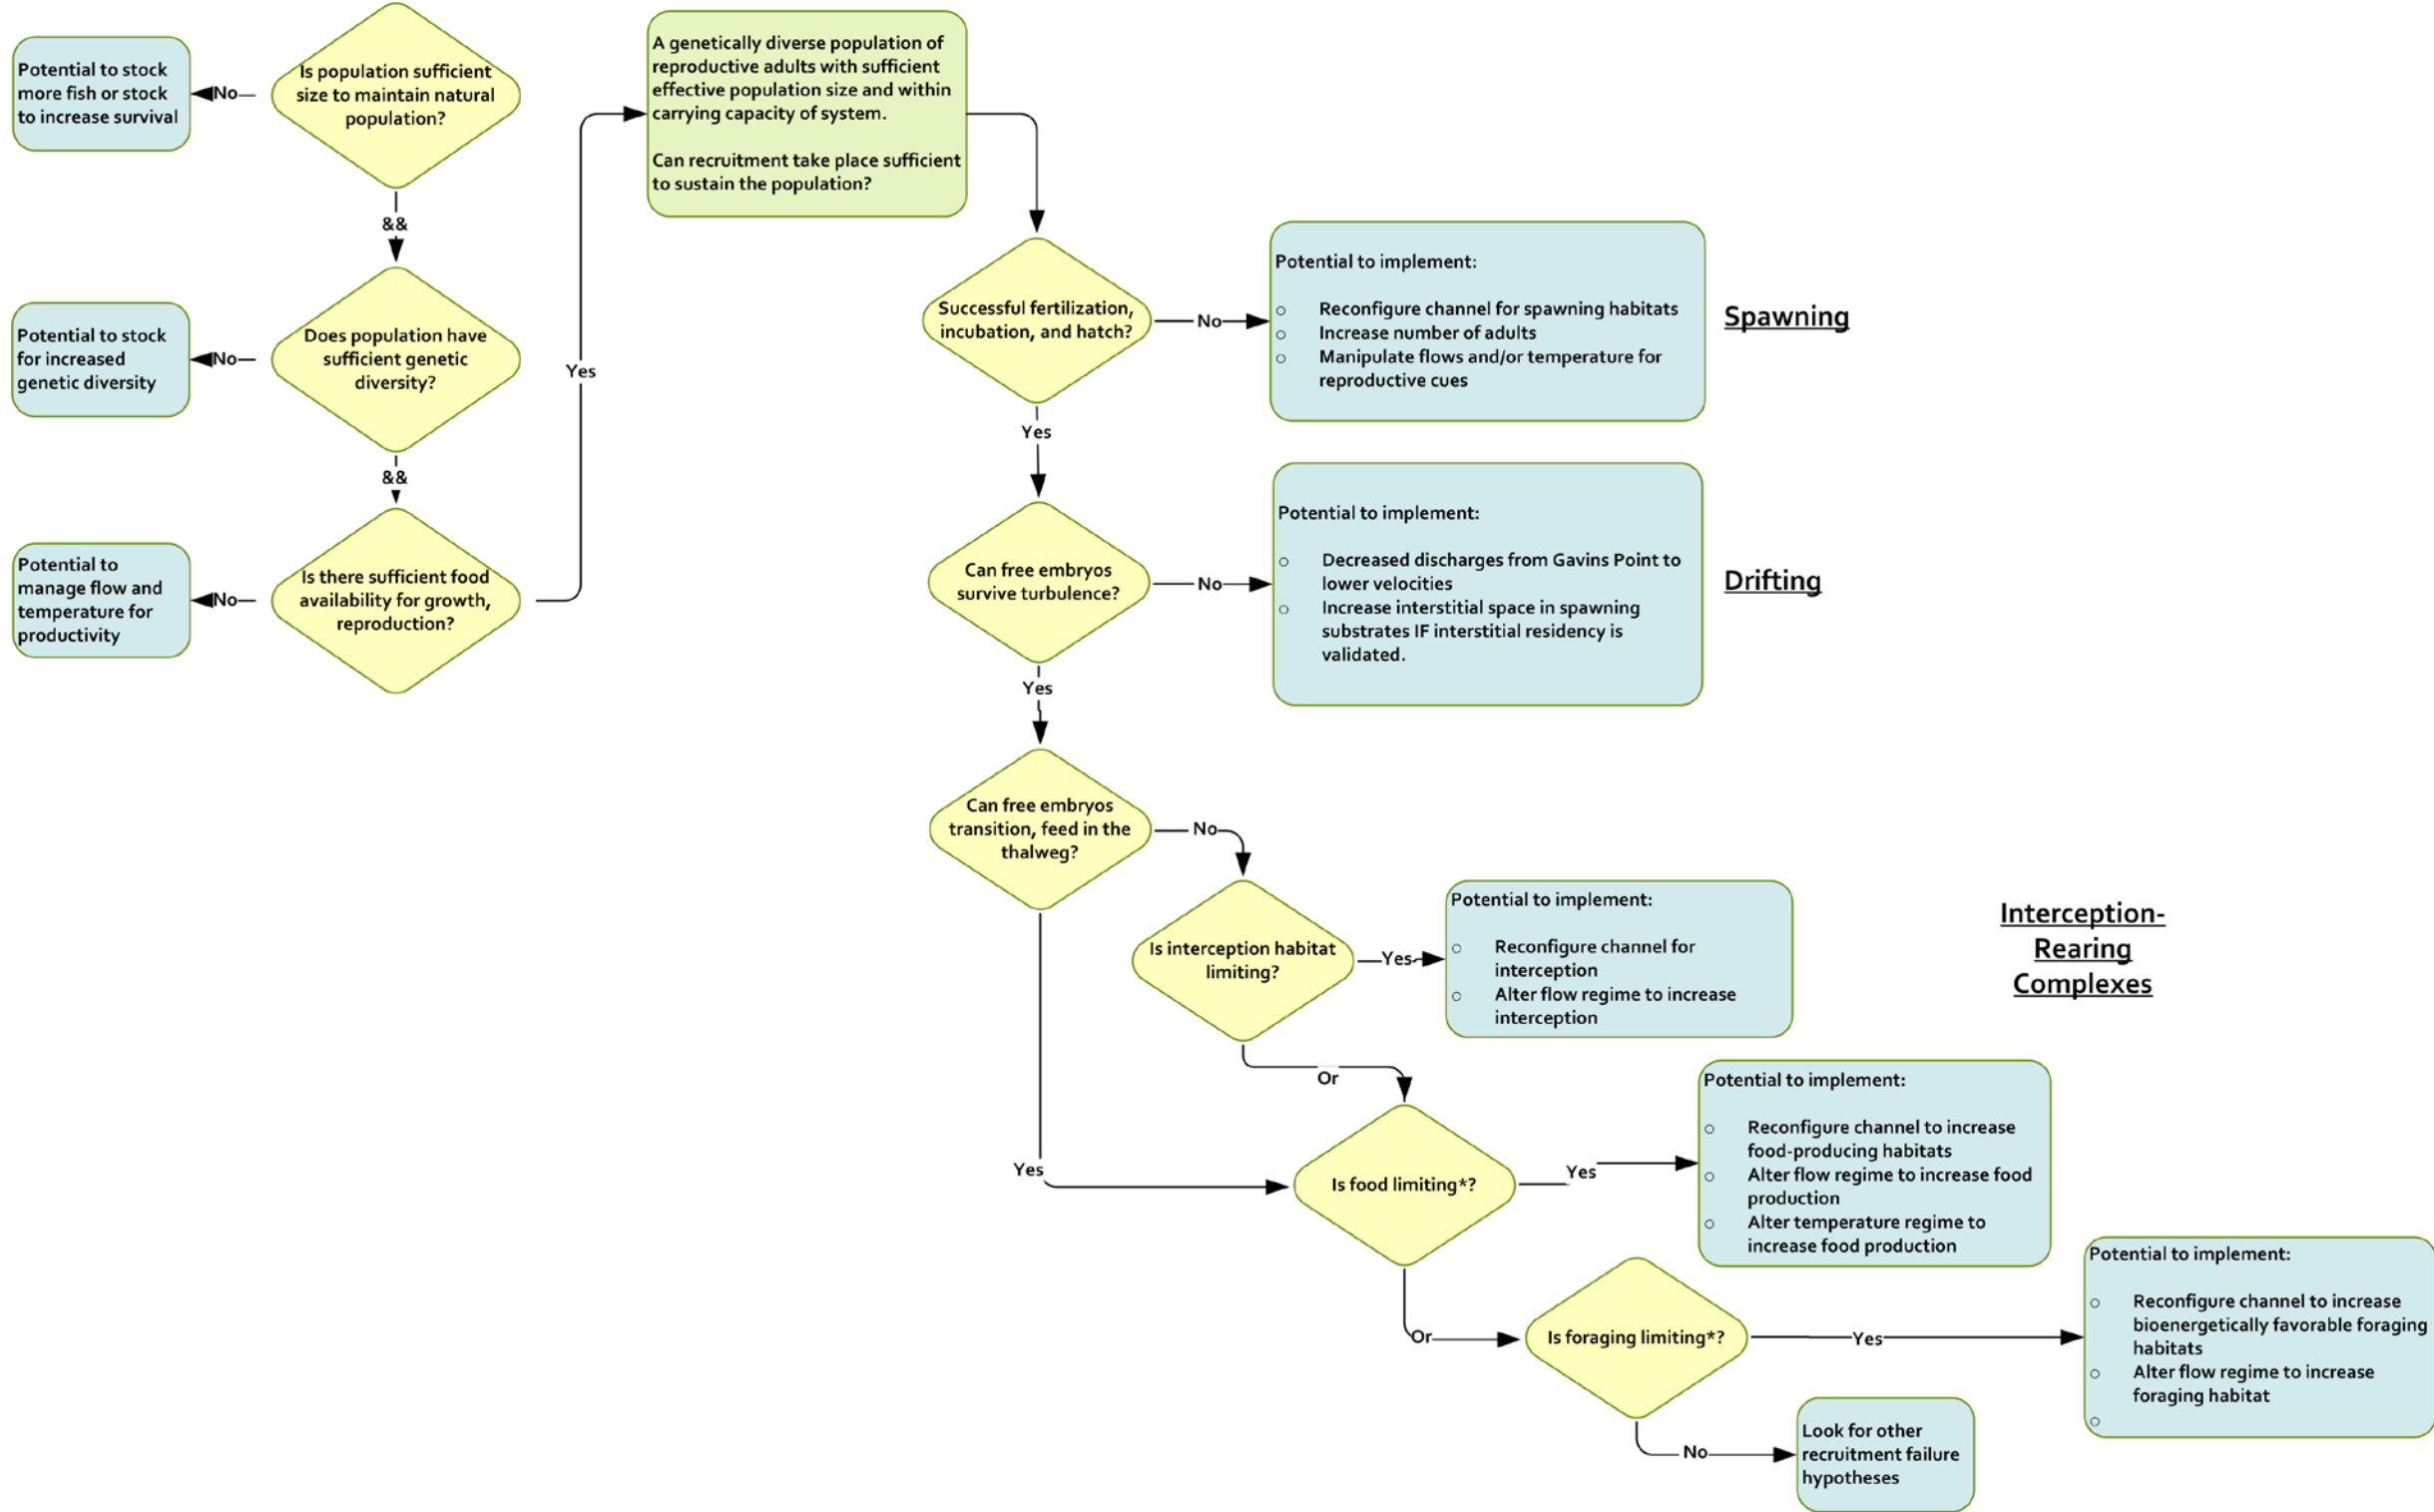 Is population sufficient
size to maintain natural
population?
No
Potential to stock
more fish or stock
to increase survival
&&
Does population have
sufficient genetic
diversity?
No
Potential to stock
for increased
genetic diversity
&&
Is there sufficient food
availability for growth,
reproduction?
No
Potential to
manage flow and
temperature for
productivity
Yes
A genetically diverse population of
reproductive adults with sufficient
effective population size and within
carrying capacity of system.
Can recruitment take place sufficient
to sustain the population?
Successful fertilization,
incubation, and hatch?
No
Potential to implement:
○ Reconfigure channel for spawning habitats
○ Increase number of adults
○ Manipulate flows and/or temperature for
reproductive cues
Spawning
Yes
Can free embryos
survive turbulence?
No
Potential to implement:
○ Decreased discharges from Gavins Point to
lower velocities
○ Increase interstitial space in spawning
substrates IF interstitial residency is
validated.
Drifting
Yes
Can free embryos
transition, feed in the
thalweg?
No
Is interception habitat
limiting?
Yes
Potential to implement:
○ Reconfigure channel for
interception
○ Alter flow regime to increase
interception
Interception-
Rearing
Complexes
Or
Yes
Is food limiting*?
Yes
Potential to implement:
○ Reconfigure channel to increase
food-producing habitats
○ Alter flow regime to increase food
production
○ Alter temperature regime to
increase food production
Or
Is foraging limiting*?
Yes
Potential to implement:
○ Reconfigure channel to increase
bioenergetically favorable foraging
habitats
○ Alter flow regime to increase
foraging habitat
○
No
Look for other
recruitment failure
hypotheses